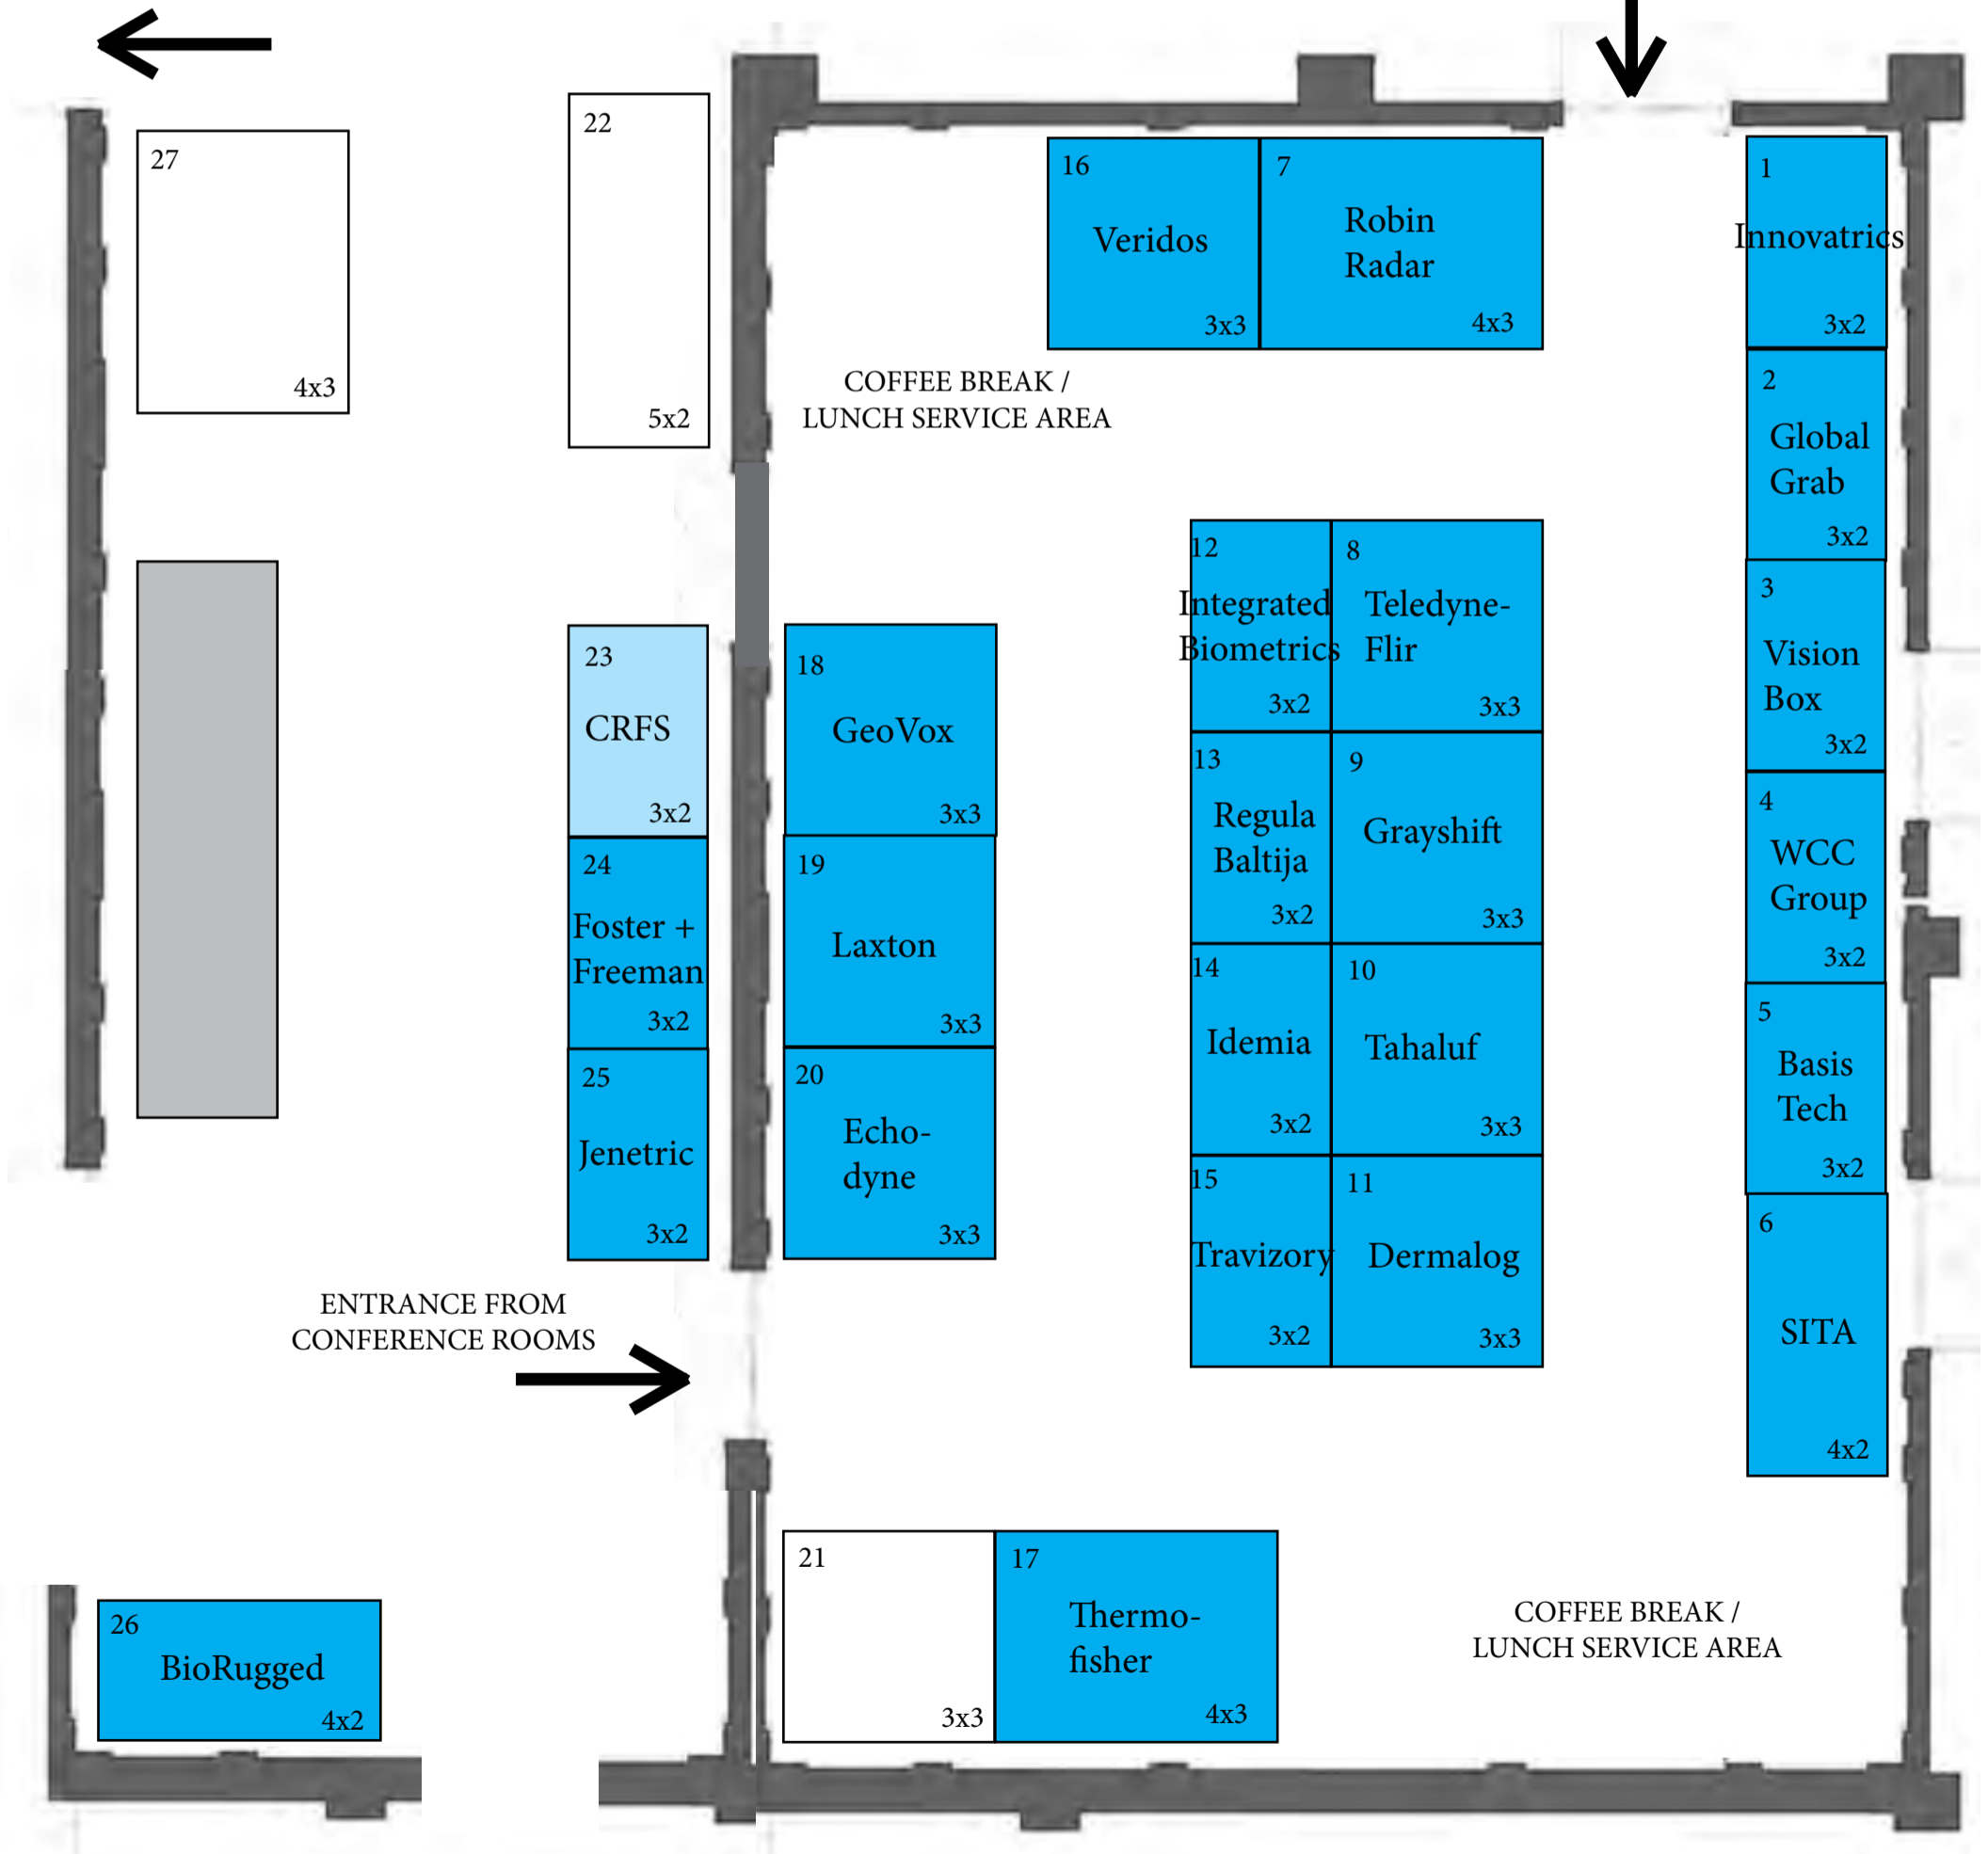 27
4x3
22
5x2
16
Veridos
3x3
7
Robin
Radar
4x3
1
Innovatrics
3x2
COFFEE BREAK /
LUNCH SERVICE AREA
2
Global
Grab
3x2
12
Integrated
Biometrics
3x2
8
Teledyne-
Flir
3x3
3
Vision
Box
3x2
23
CRFS
3x2
18
GeoVox
3x3
13
Regula
Baltija
3x2
9
Grayshift
3x3
4
WCC
Group
3x2
24
Foster +
Freeman
3x2
19
Laxton
3x3
14
Idemia
3x2
10
Tahaluf
3x3
5
Basis
Tech
3x2
25
Jenetric
3x2
20
Echo-
dyne
3x3
15
Travizory
3x2
11
Dermalog
3x3
6
SITA
4x2
ENTRANCE FROM
CONFERENCE ROOMS
26
BioRugged
4x2
21
3x3
17
Thermo-
fisher
4x3
COFFEE BREAK /
LUNCH SERVICE AREA